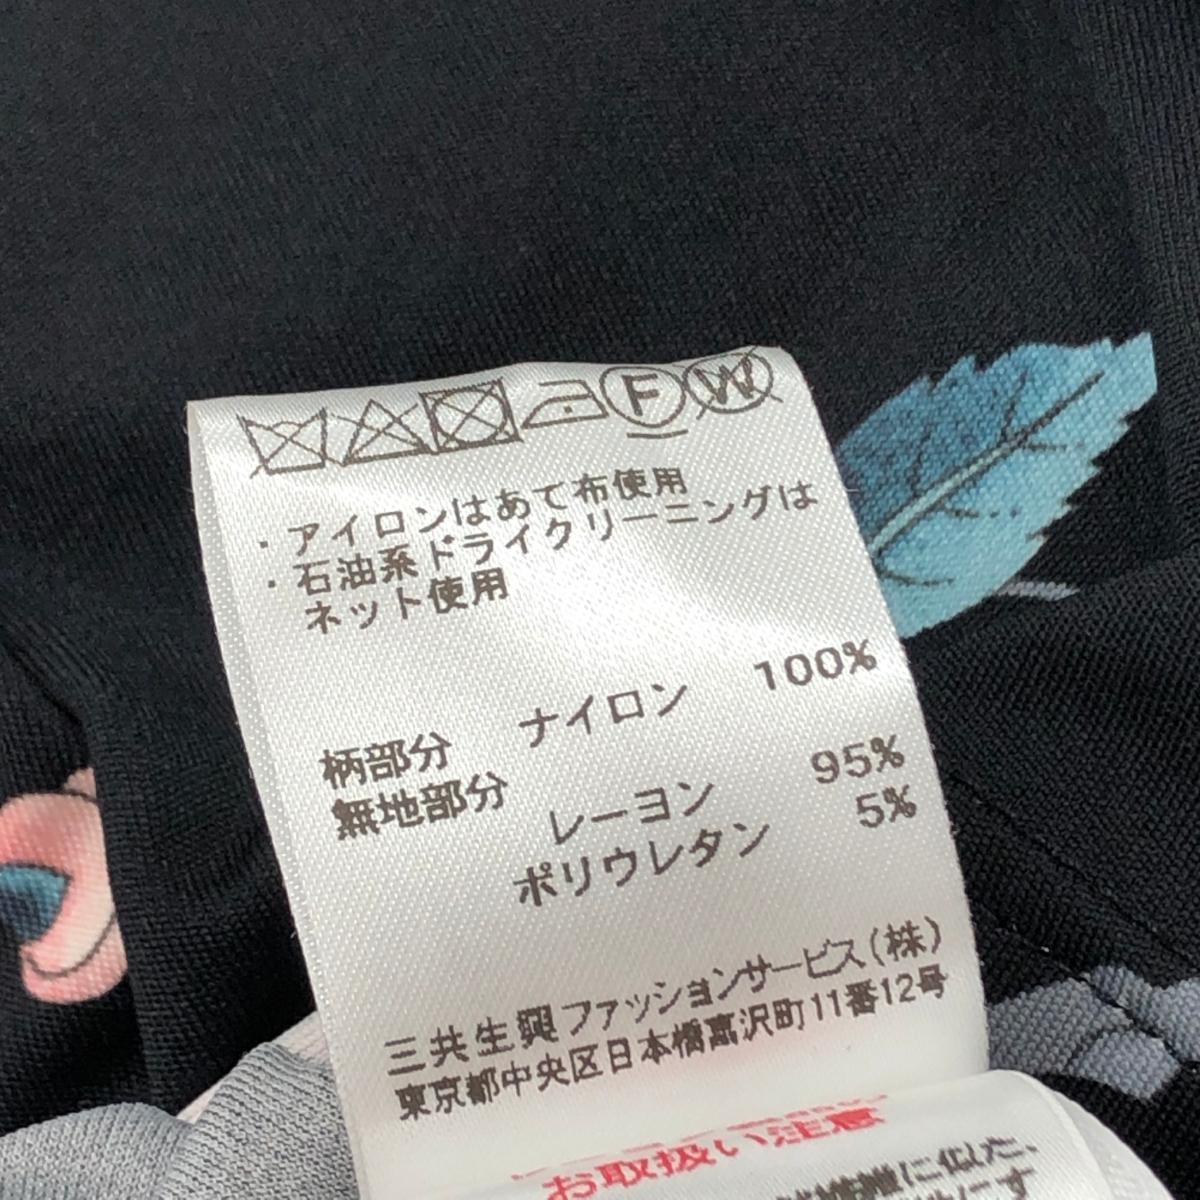 F W
・アイロンはあて布使用
・石油系ドライクリーニングは
ネット使用
柄部分 ナイロン 100%
無地部分 レーヨン 95%
ポリウレタン 5%
三共生興ファッションサービス(株)
東京都中央区日本橋富沢町11番12号
お取扱い注意
に似た、